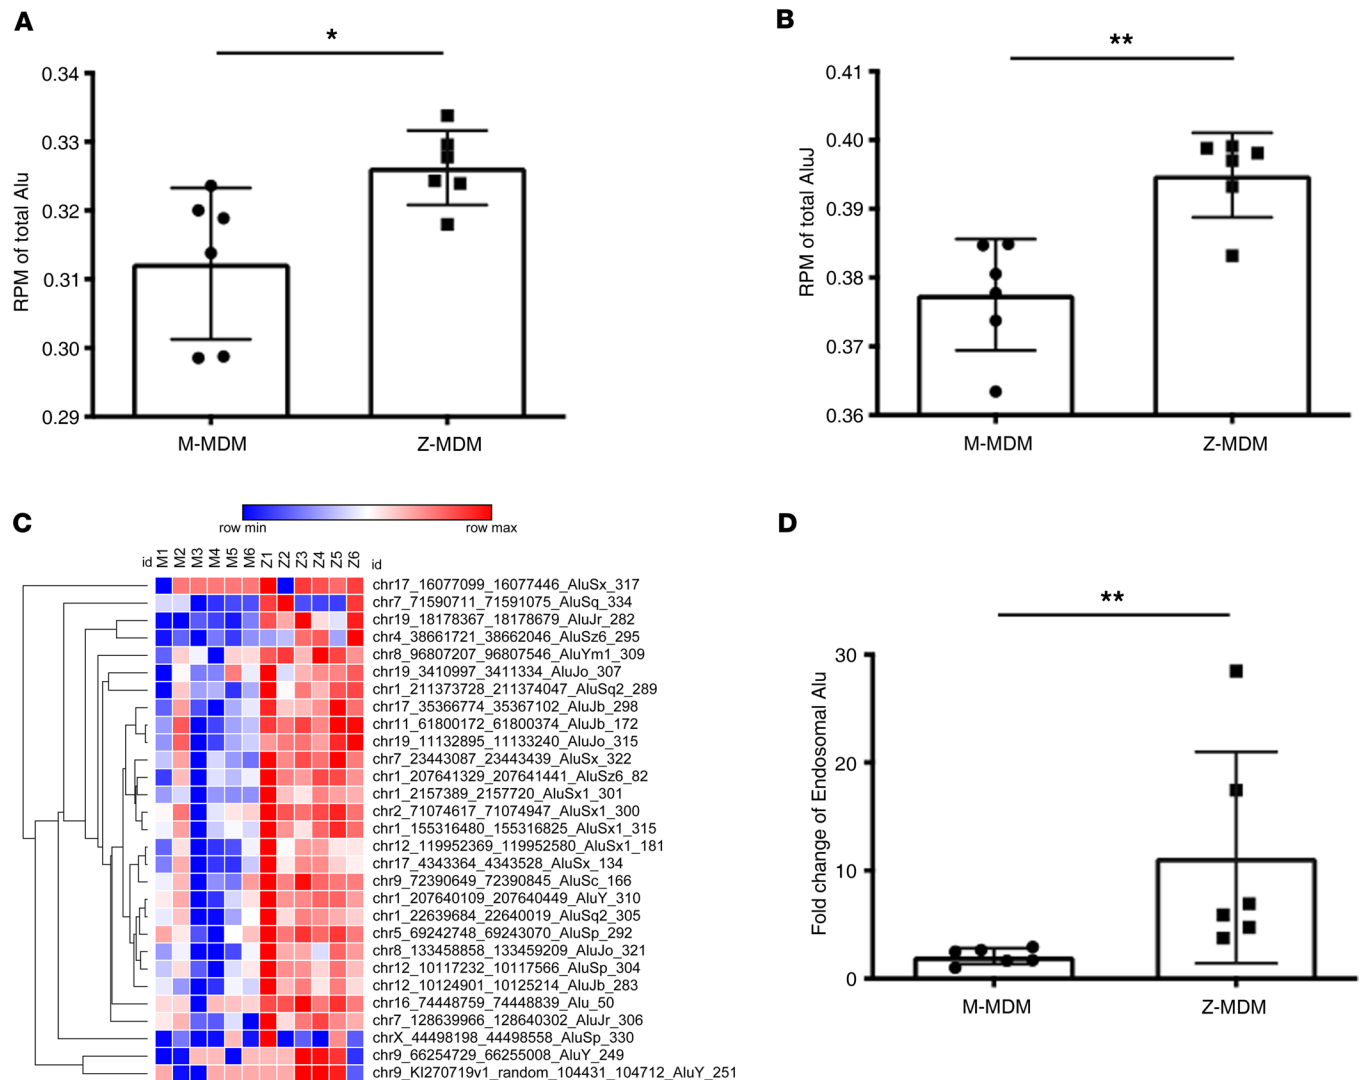 A
*
RPM of total Alu
0.34
0.33
0.32
0.31
0.30
0.29
M-MDM
Z-MDM
B
**
RPM of total AluJ
0.41
0.40
0.39
0.38
0.37
0.36
M-MDM
Z-MDM
C
row min
row max
id M1 M2 M3 M4 M5 M6 Z1 Z2 Z3 Z4 Z5 Z6 id
chr17_16077099_16077446_AluSx_317
chr7_71590711_71591075_AluSq_334
chr19_18178367_18178679_AluJr_282
chr4_38661721_38662046_AluSz6_295
chr8_96807207_96807546_AluYm1_309
chr19_3410997_3411334_AluJo_307
chr1_211373728_211374047_AluSq2_289
chr17_35366774_35367102_AluJb_298
chr11_61800172_61800374_AluJb_172
chr19_11132895_11133240_AluJo_315
chr7_23443087_23443439_AluSx_322
chr1_207641329_207641441_AluSz6_82
chr1_2157389_2157720_AluSx1_301
chr2_71074617_71074947_AluSx1_300
chr1_155316480_155316825_AluSx1_315
chr12_119952369_119952580_AluSx1_181
chr17_4343364_4343528_AluSx_134
chr9_72390649_72390845_AluSc_166
chr1_207640109_207640449_AluY_310
chr1_22639684_22640019_AluSq2_305
chr5_69242748_69243070_AluSp_292
chr8_133458858_133459209_AluJo_321
chr12_10117232_10117566_AluSp_304
chr12_10124901_10125214_AluJb_283
chr16_74448759_74448839_Alu_50
chr7_128639966_128640302_AluJr_306
chrX_44498198_44498558_AluSp_330
chr9_66254729_66255008_AluY_249
chr9_KI270719v1_random_104431_104712_AluY_251
D
**
Fold change of Endosomal Alu
30
20
10
0
M-MDM
Z-MDM